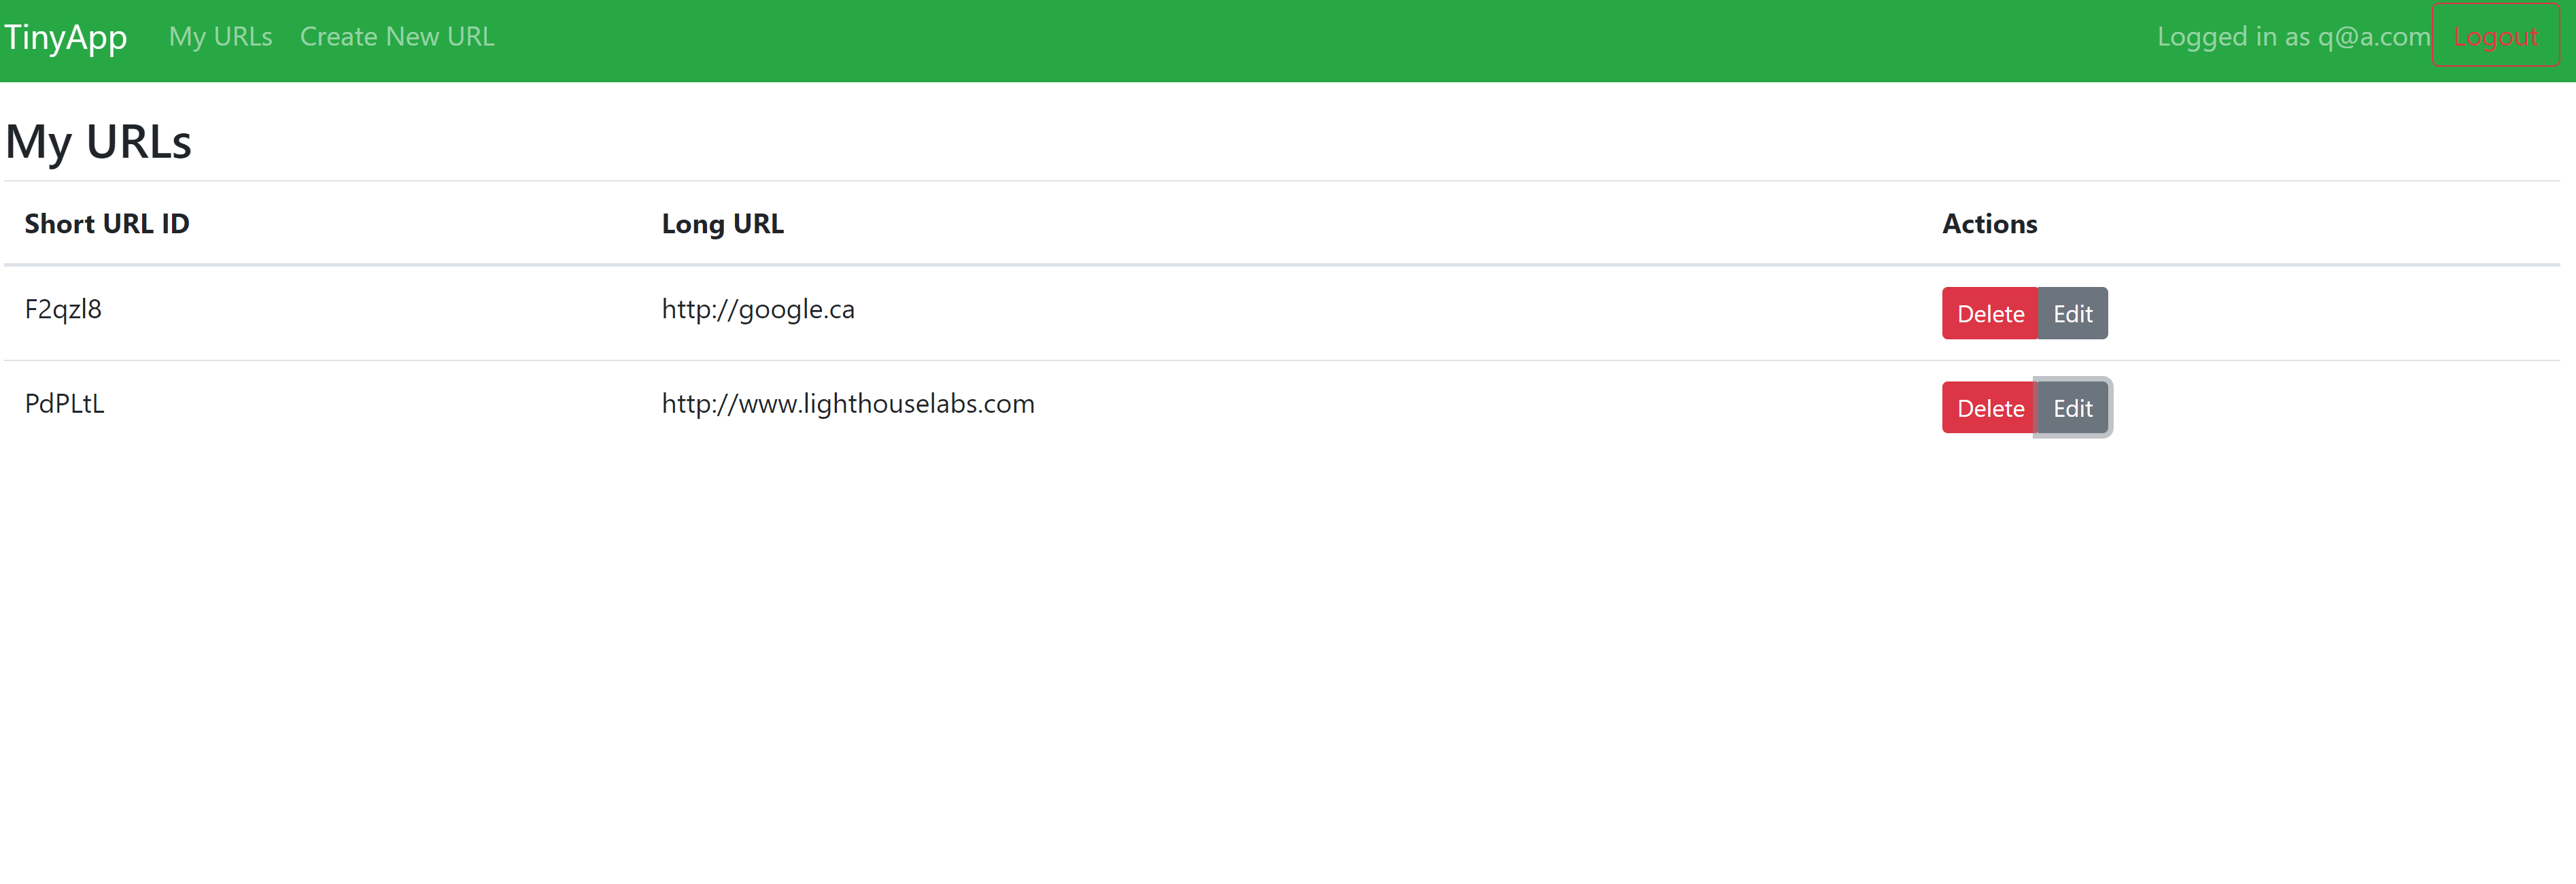 TinyApp My URLs Create New URL Logged in as q@a.com Logout
My URLs
Short URL ID Long URL Actions
F2qzl8 http://google.ca Delete Edit
PdPLtL http://www.lighthouselabs.com Delete Edit